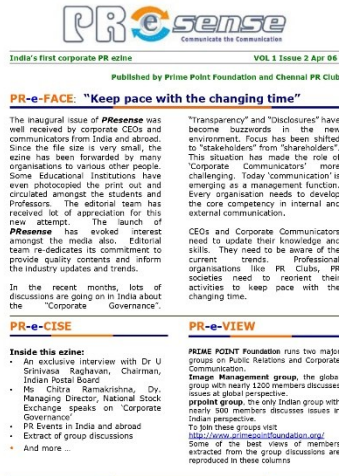 PR e sense
Communicate the Communication
India's first corporate PR ezine
VOL 1 Issue 2 Apr 06
Published by Prime Point Foundation and Chennai PR Club
PR-e-FACE: "Keep pace with the changing time"
The inaugural issue of PResense was
well received by corporate CEOs and
communicators from India and abroad.
Since the file size is very small, the
ezine has been forwarded by many
organisations to various other people.
Some Educational Institutions have
even photocopied the print out and
circulated amongst the students and
Professors. The editorial team has
received lot of appreciation for this
new attempt. The launch of
PResense has evoked interest
amongst the media also. Editorial
team re-dedicates its commitment to
provide quality contents and inform
the industry updates and trends.
In the recent months, lots of
discussions are going on in India about
the "Corporate Governance".
"Transparency" and "Disclosures" have
become buzzwords in the new
environment. Focus has been shifted
to "stakeholders" from "shareholders".
This situation has made the role of
'Corporate Communicators' more
challenging. Today 'communication' is
emerging as a management function.
Every organisation needs to develop
the core competency in internal and
external communication.
CEOs and Corporate Communicators
need to update their knowledge and
skills. They need to be aware of the
current trends. Professional
organisations like PR Clubs, PR
societies need to reorient their
activities to keep pace with the
changing time.
PR-e-CISE
Inside this ezine:
• An exclusive interview with Dr U
Srinivasa Raghavan, Chairman,
Indian Postal Board
• Ms Chitra Ramakrishna, Dy.
Managing Director, National Stock
Exchange speaks on 'Corporate
Governance'
• PR Events in India and abroad
• Extract of group discussions
• And more ...
PR-e-VIEW
PRIME POINT Foundation runs two major
groups on Public Relations and Corporate
Communication.
Image Management group, the global
group with nearly 1200 members discusses
issues at global perspective.
prpoint group, the only Indian group with
nearly 500 members discusses issues in
Indian perspective.
To join these groups visit
http://www.primepointfoundation.org/
Some of the best views of members
extracted from the group discussions are
reproduced in these columns